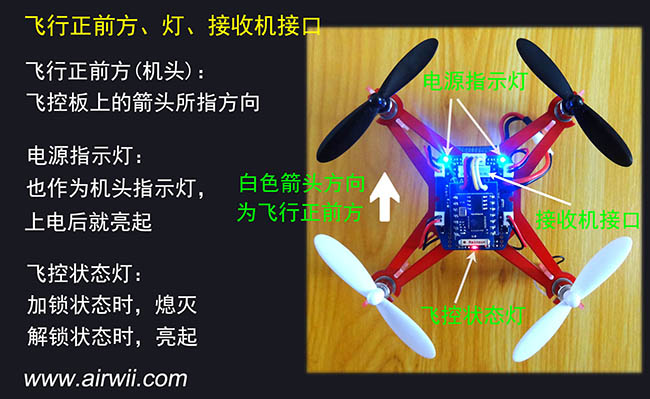 飞行正前方、灯、接收机接口
飞行正前方(机头):
飞控板上的箭头所指方向
电源指示灯:
也作为机头指示灯,
上电后就亮起
飞控状态灯:
加锁状态时,熄灭
解锁状态时,亮起
www.airwii.com
电源指示灯
白色箭头方向
为飞行正前方
接收机接口
飞控状态灯